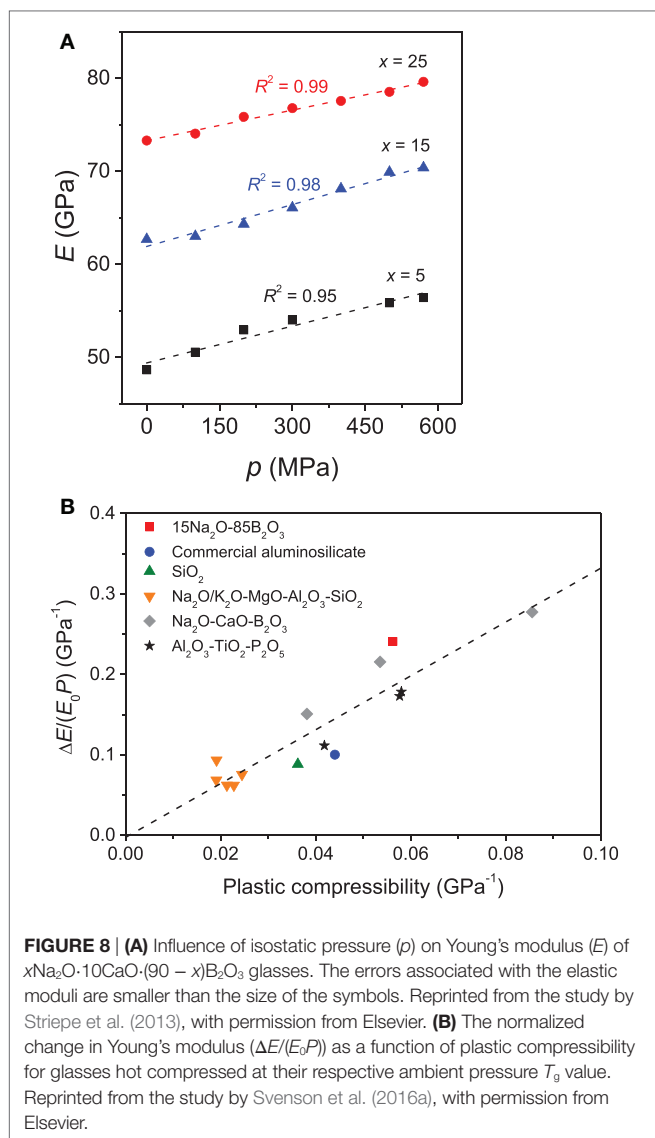 A
x = 25
80
R² = 0.99
x = 15
70
R² = 0.98
E (GPa)
60
x = 5
R² = 0.95
50
0 150 300 450 600
p (MPa)
B
0.4
15Na₂O-85B₂O₃
Commercial aluminosilicate
SiO₂
0.3
Na₂O/K₂O-MgO-Al₂O₃-SiO₂
Na₂O-CaO-B₂O₃
Al₂O₃-TiO₂-P₂O₅
ΔE/(E₀P) (GPa⁻¹)
0.2
0.1
0.0
0.00 0.02 0.04 0.06 0.08 0.10
Plastic compressibility (GPa⁻¹)
FIGURE 8 | (A) Influence of isostatic pressure (p) on Young’s modulus (E) of
xNa₂O·10CaO·(90 − x)B₂O₃ glasses. The errors associated with the elastic
moduli are smaller than the size of the symbols. Reprinted from the study by
Striepe et al. (2013), with permission from Elsevier. (B) The normalized
change in Young’s modulus (ΔE/(E₀P)) as a function of plastic compressibility
for glasses hot compressed at their respective ambient pressure Tg value.
Reprinted from the study by Svenson et al. (2016a), with permission from
Elsevier.